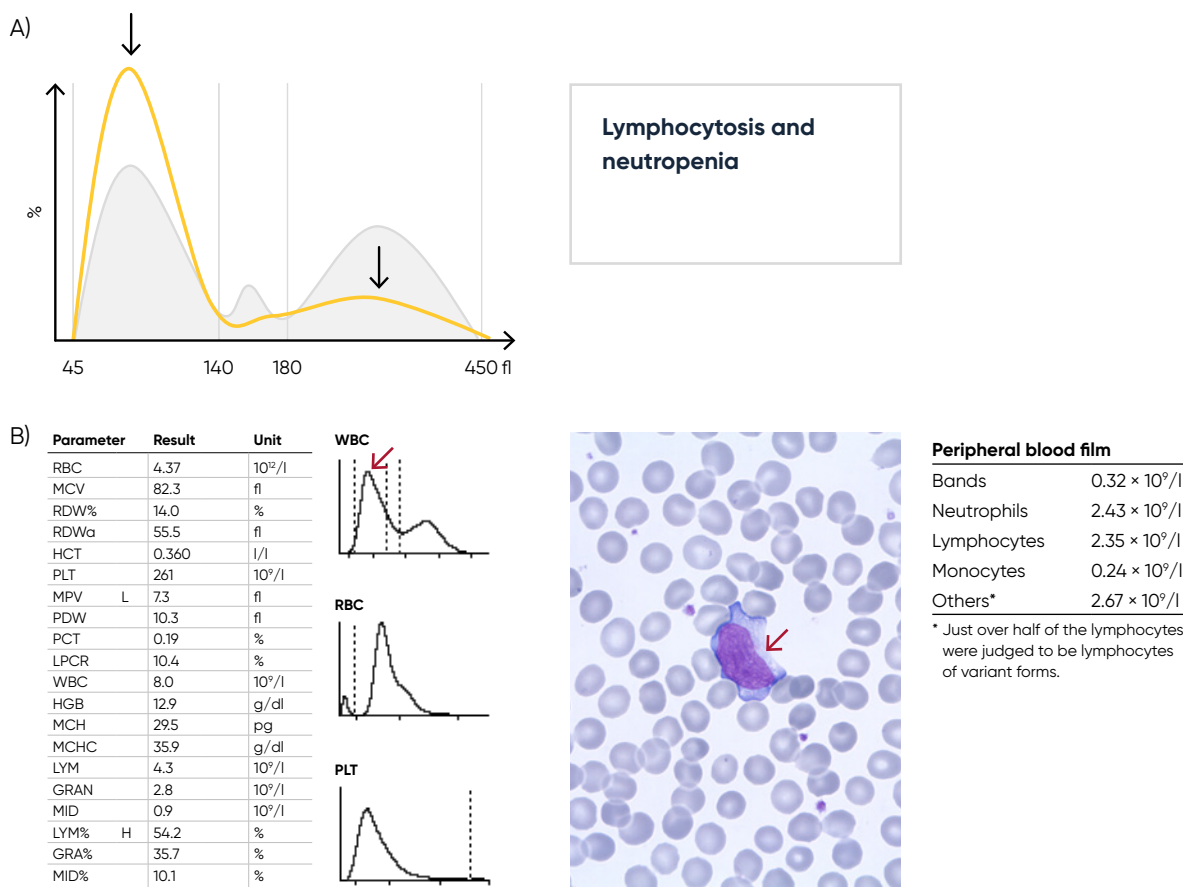 A)
%
45 140 180 450 fl
Lymphocytosis and
neutropenia
B)
Parameter Result Unit
RBC 4.37 10¹²/l
MCV 82.3 fl
RDW% 14.0 %
RDWa 55.5 fl
HCT 0.360 l/l
PLT 261 10⁹/l
MPV L 7.3 fl
PDW 10.3 fl
PCT 0.19 %
LPCR 10.4 %
WBC 8.0 10⁹/l
HGB 12.9 g/dl
MCH 29.5 pg
MCHC 35.9 g/dl
LYM 4.3 10⁹/l
GRAN 2.8 10⁹/l
MID 0.9 10⁹/l
LYM% H 54.2 %
GRA% 35.7 %
MID% 10.1 %
WBC
RBC
PLT
Peripheral blood film
Bands 0.32 × 10⁹/l
Neutrophils 2.43 × 10⁹/l
Lymphocytes 2.35 × 10⁹/l
Monocytes 0.24 × 10⁹/l
Others* 2.67 × 10⁹/l
* Just over half of the lymphocytes
were judged to be lymphocytes
of variant forms.